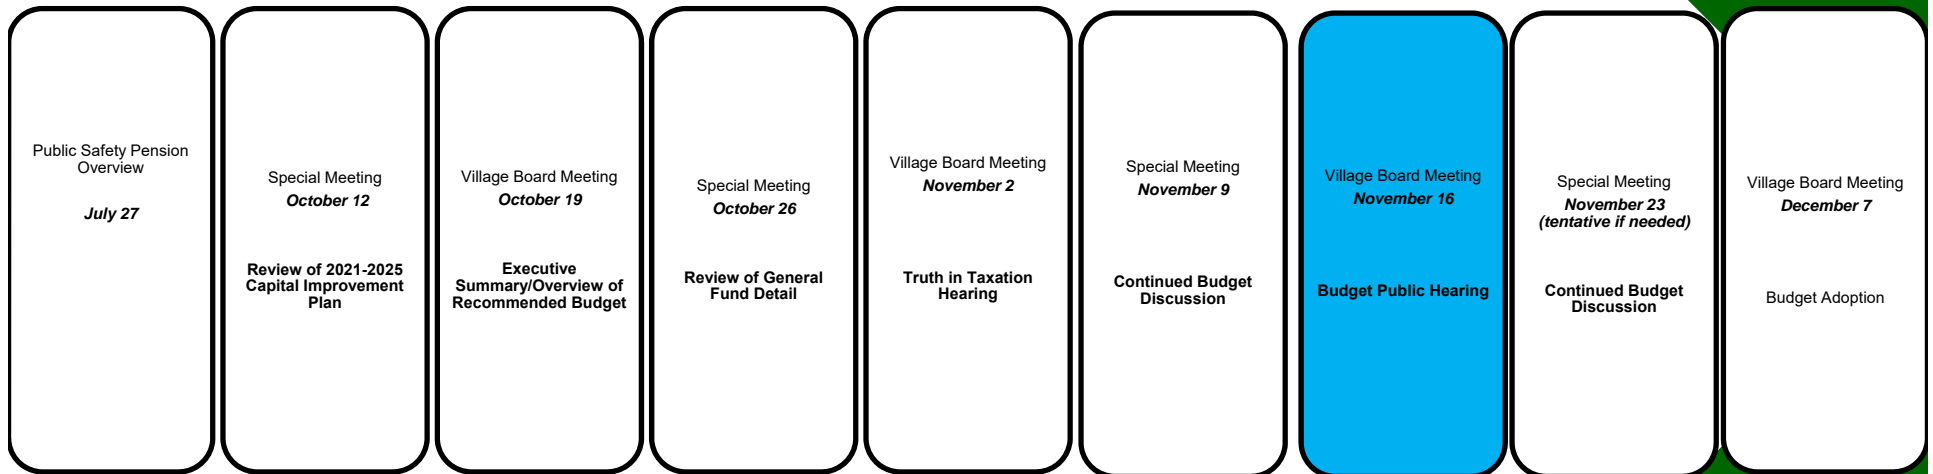 Public Safety Pension
Overview
July 27
Special Meeting
October 12
Review of 2021-2025
Capital Improvement
Plan
Village Board Meeting
October 19
Executive
Summary/Overview of
Recommended Budget
Special Meeting
October 26
Review of General
Fund Detail
Village Board Meeting
November 2
Truth in Taxation
Hearing
Special Meeting
November 9
Continued Budget
Discussion
Village Board Meeting
November 16
Budget Public Hearing
Special Meeting
November 23
(tentative if needed)
Continued Budget
Discussion
Village Board Meeting
December 7
Budget Adoption